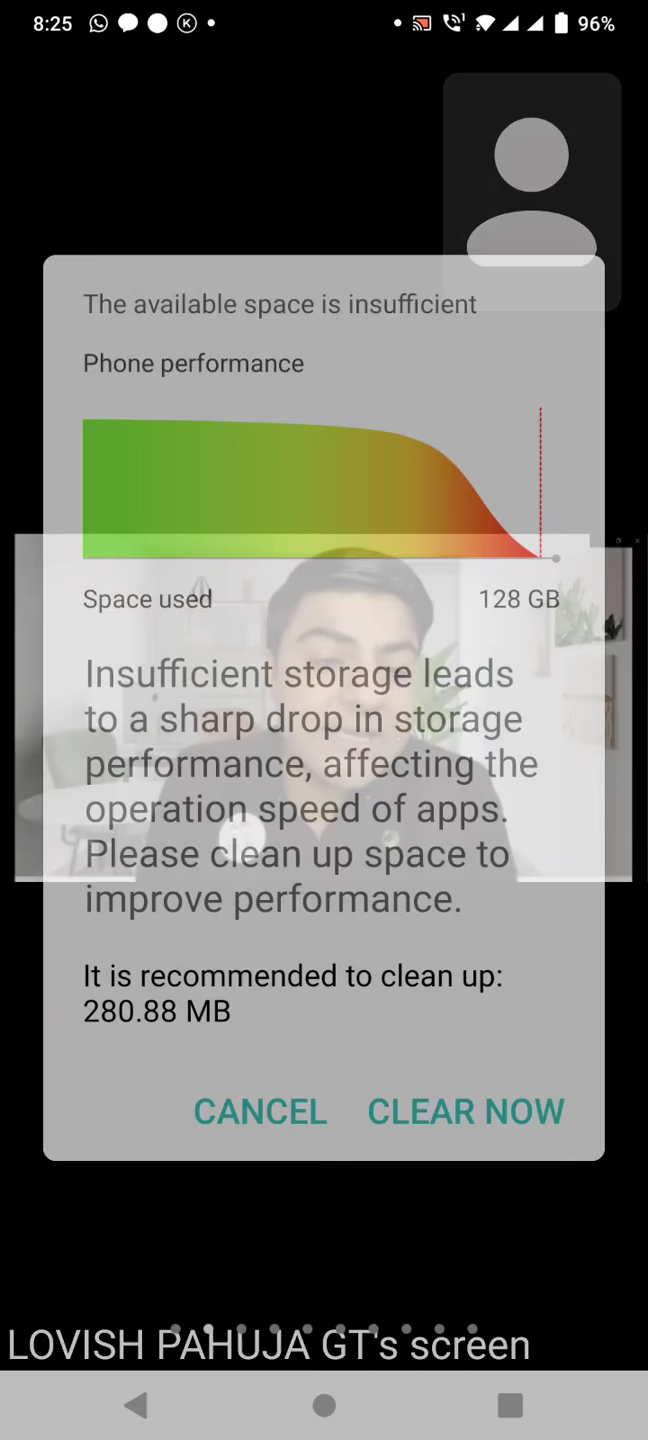 8:25
96%
The available space is insufficient
Phone performance
Space used
128 GB
Insufficient storage leads
to a sharp drop in storage
performance, affecting the
operation speed of apps.
Please clean up space to
improve performance.
It is recommended to clean up:
280.88 MB
CANCEL
CLEAR NOW
LOVISH PAHUJA GT's screen